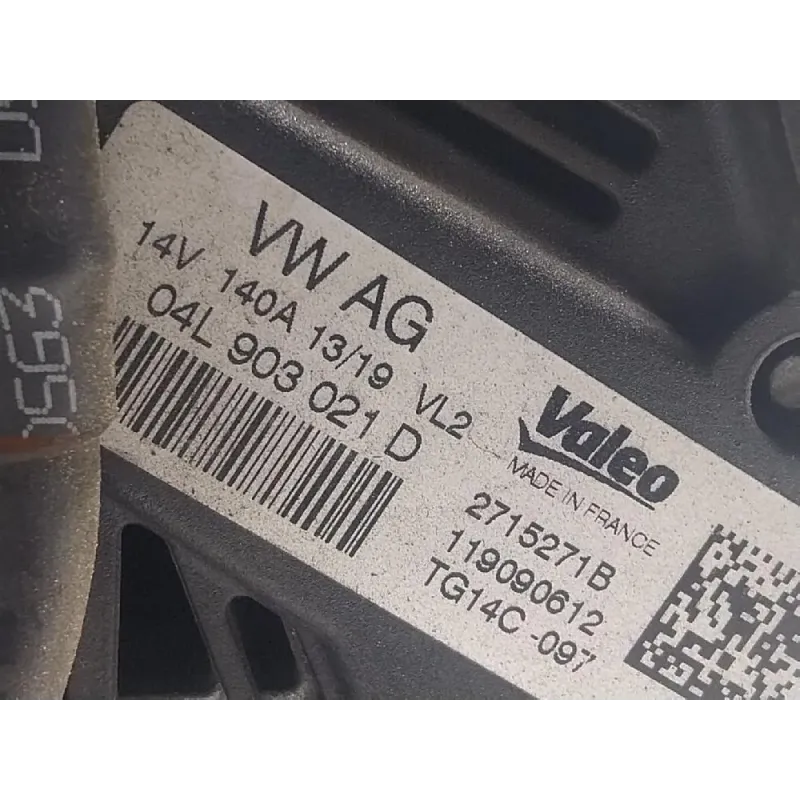 VW AG
14V 140A 13/19 VL2
04L 903 021 D
Valeo
MADE IN FRANCE
2715271B
119090612
TG14C-097